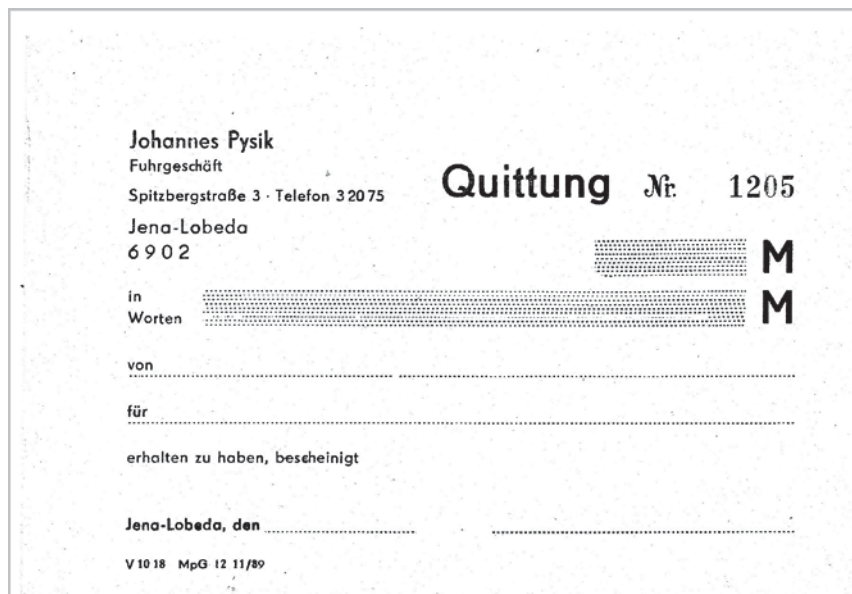 Johannes Pysik
Fuhrgeschäft
Spitzbergstraße 3 · Telefon 32075
Jena-Lobeda
6902
Quittung Nr. 1205
M
in
Worten M
von
für
erhalten zu haben, bescheinigt
Jena-Lobeda, den
V 10 18 MpG 12 11/89